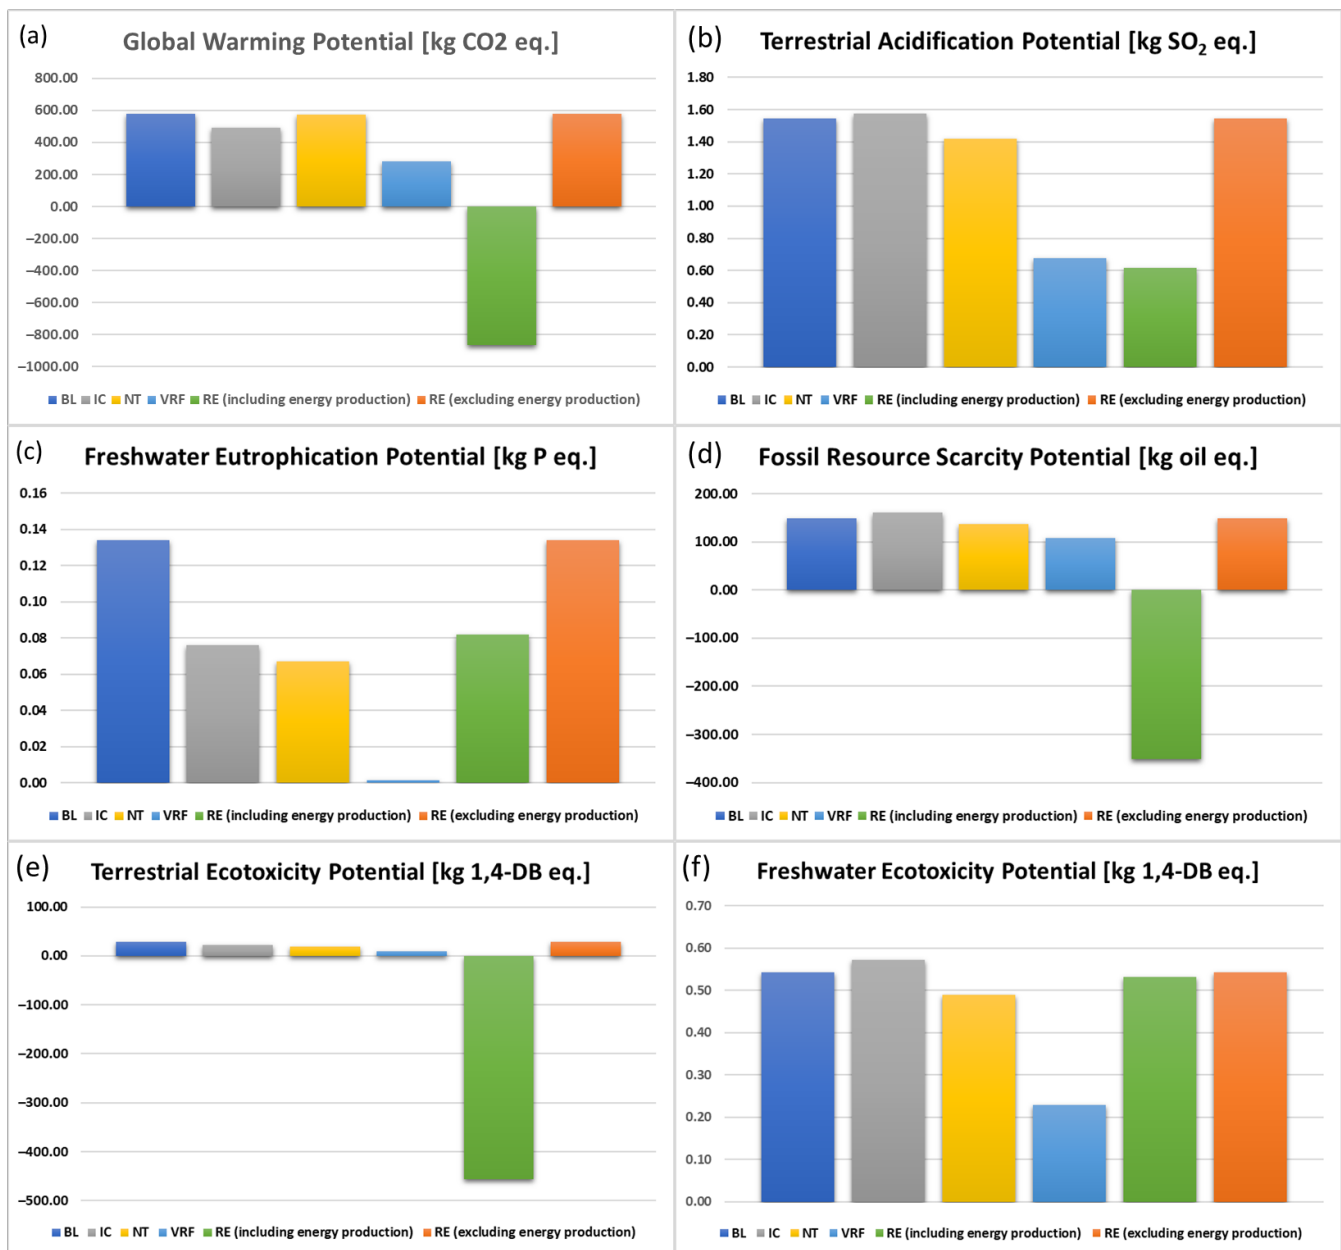 (a)
Global Warming Potential [kg CO2 eq.]
800.00
600.00
400.00
200.00
0.00
−200.00
−400.00
−600.00
−800.00
−1000.00
BL IC NT VRF RE (including energy production) RE (excluding energy production)
(b)
Terrestrial Acidification Potential [kg SO₂ eq.]
1.80
1.60
1.40
1.20
1.00
0.80
0.60
0.40
0.20
0.00
BL IC NT VRF RE (including energy production) RE (excluding energy production)
(c)
Freshwater Eutrophication Potential [kg P eq.]
0.16
0.14
0.12
0.10
0.08
0.06
0.04
0.02
0.00
BL IC NT VRF RE (including energy production) RE (excluding energy production)
(d)
Fossil Resource Scarcity Potential [kg oil eq.]
200.00
100.00
0.00
−100.00
−200.00
−300.00
−400.00
BL IC NT VRF RE (including energy production) RE (excluding energy production)
(e)
Terrestrial Ecotoxicity Potential [kg 1,4-DB eq.]
100.00
0.00
−100.00
−200.00
−300.00
−400.00
−500.00
BL IC NT VRF RE (including energy production) RE (excluding energy production)
(f)
Freshwater Ecotoxicity Potential [kg 1,4-DB eq.]
0.70
0.60
0.50
0.40
0.30
0.20
0.10
0.00
BL IC NT VRF RE (including energy production) RE (excluding energy production)